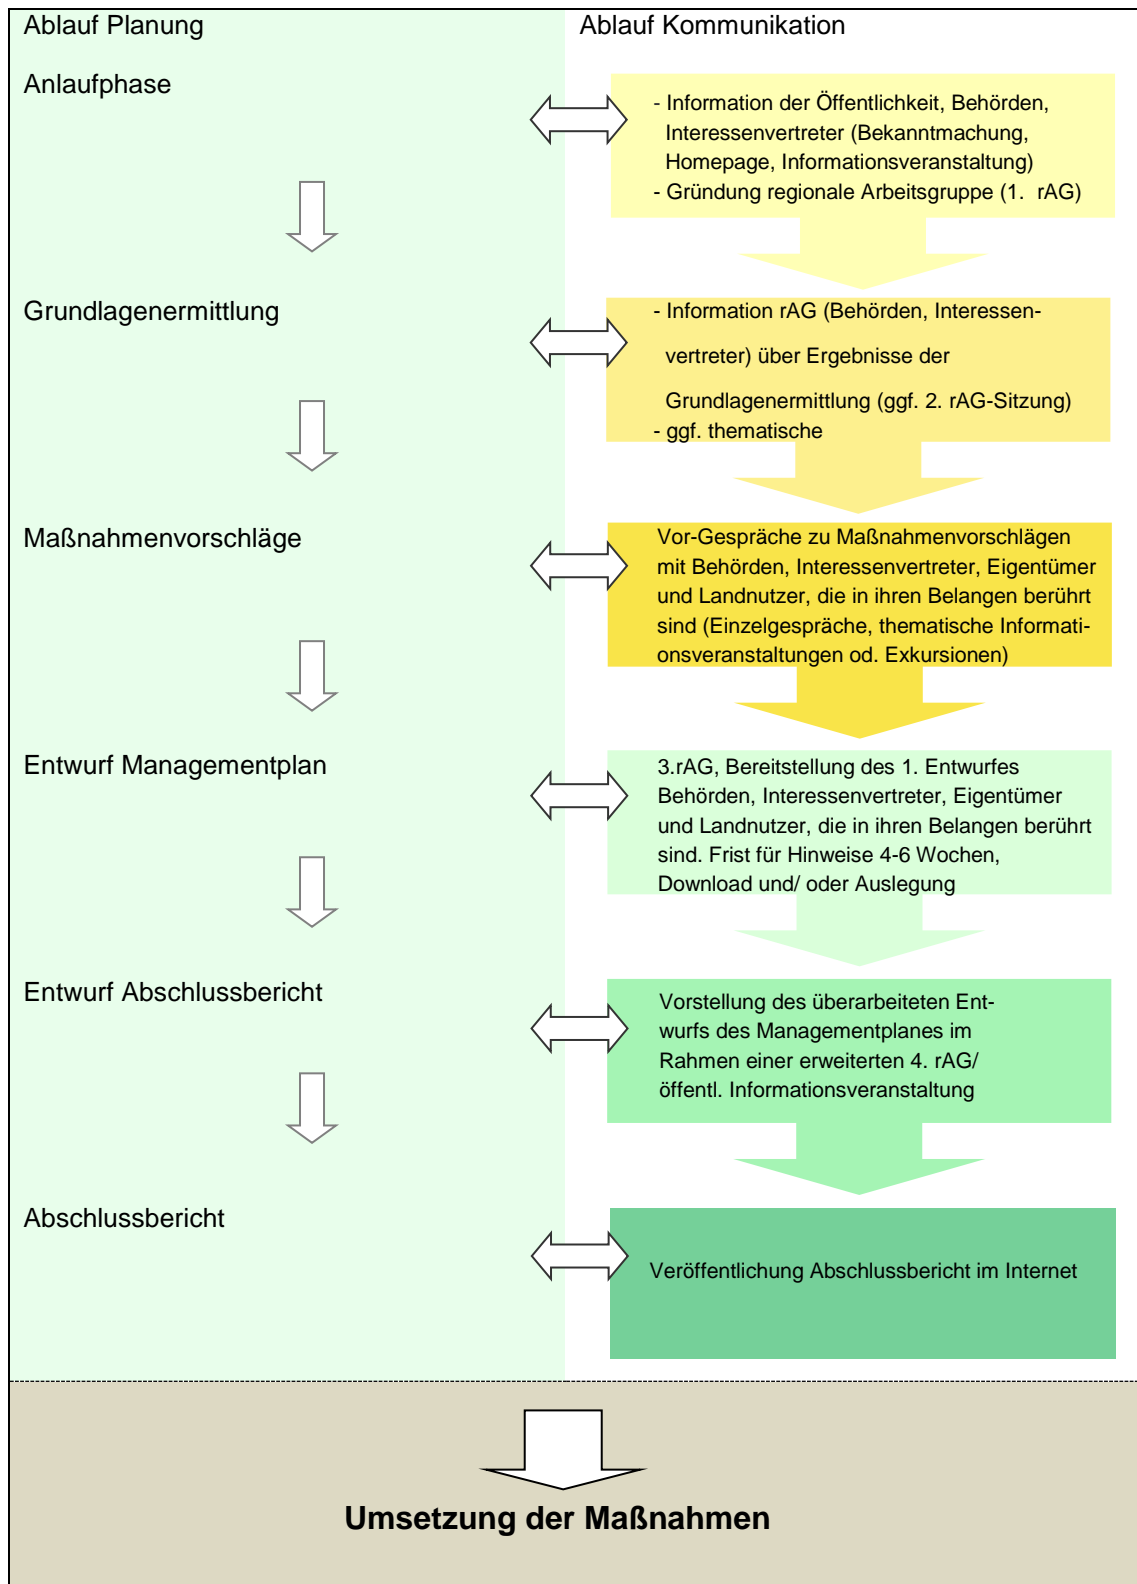 Ablauf Planung
Ablauf Kommunikation
Anlaufphase
- Information der Öffentlichkeit, Behörden,
Interessenvertreter (Bekanntmachung,
Homepage, Informationsveranstaltung)
- Gründung regionale Arbeitsgruppe (1. rAG)
Grundlagenermittlung
- Information rAG (Behörden, Interessen-
vertreter) über Ergebnisse der
Grundlagenermittlung (ggf. 2. rAG-Sitzung)
- ggf. thematische
Maßnahmenvorschläge
Vor-Gespräche zu Maßnahmenvorschlägen
mit Behörden, Interessenvertreter, Eigentümer
und Landnutzer, die in ihren Belangen berührt
sind (Einzelgespräche, thematische Informati-
onsveranstaltungen od. Exkursionen)
Entwurf Managementplan
3.rAG, Bereitstellung des 1. Entwurfes
Behörden, Interessenvertreter, Eigentümer
und Landnutzer, die in ihren Belangen berührt
sind. Frist für Hinweise 4-6 Wochen,
Download und/ oder Auslegung
Entwurf Abschlussbericht
Vorstellung des überarbeiteten Ent-
wurfs des Managementplanes im
Rahmen einer erweiterten 4. rAG/
öffentl. Informationsveranstaltung
Abschlussbericht
Veröffentlichung Abschlussbericht im Internet
Umsetzung der Maßnahmen